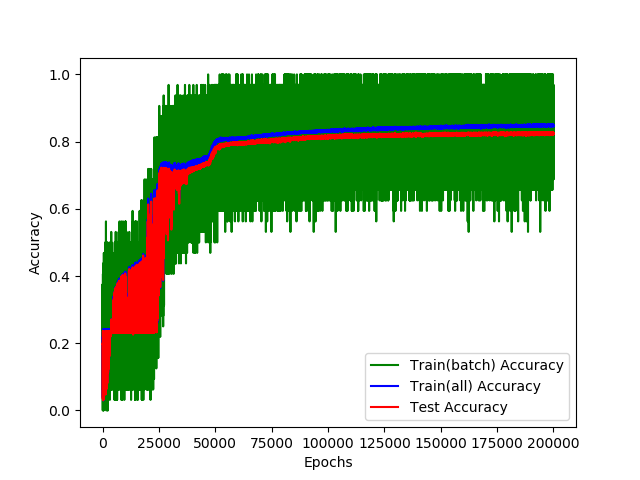 1.0
0.8
0.6
0.4
0.2
0.0
Accuracy
Train(batch) Accuracy
Train(all) Accuracy
Test Accuracy
0 25000 50000 75000 100000 125000 150000 175000 200000
Epochs